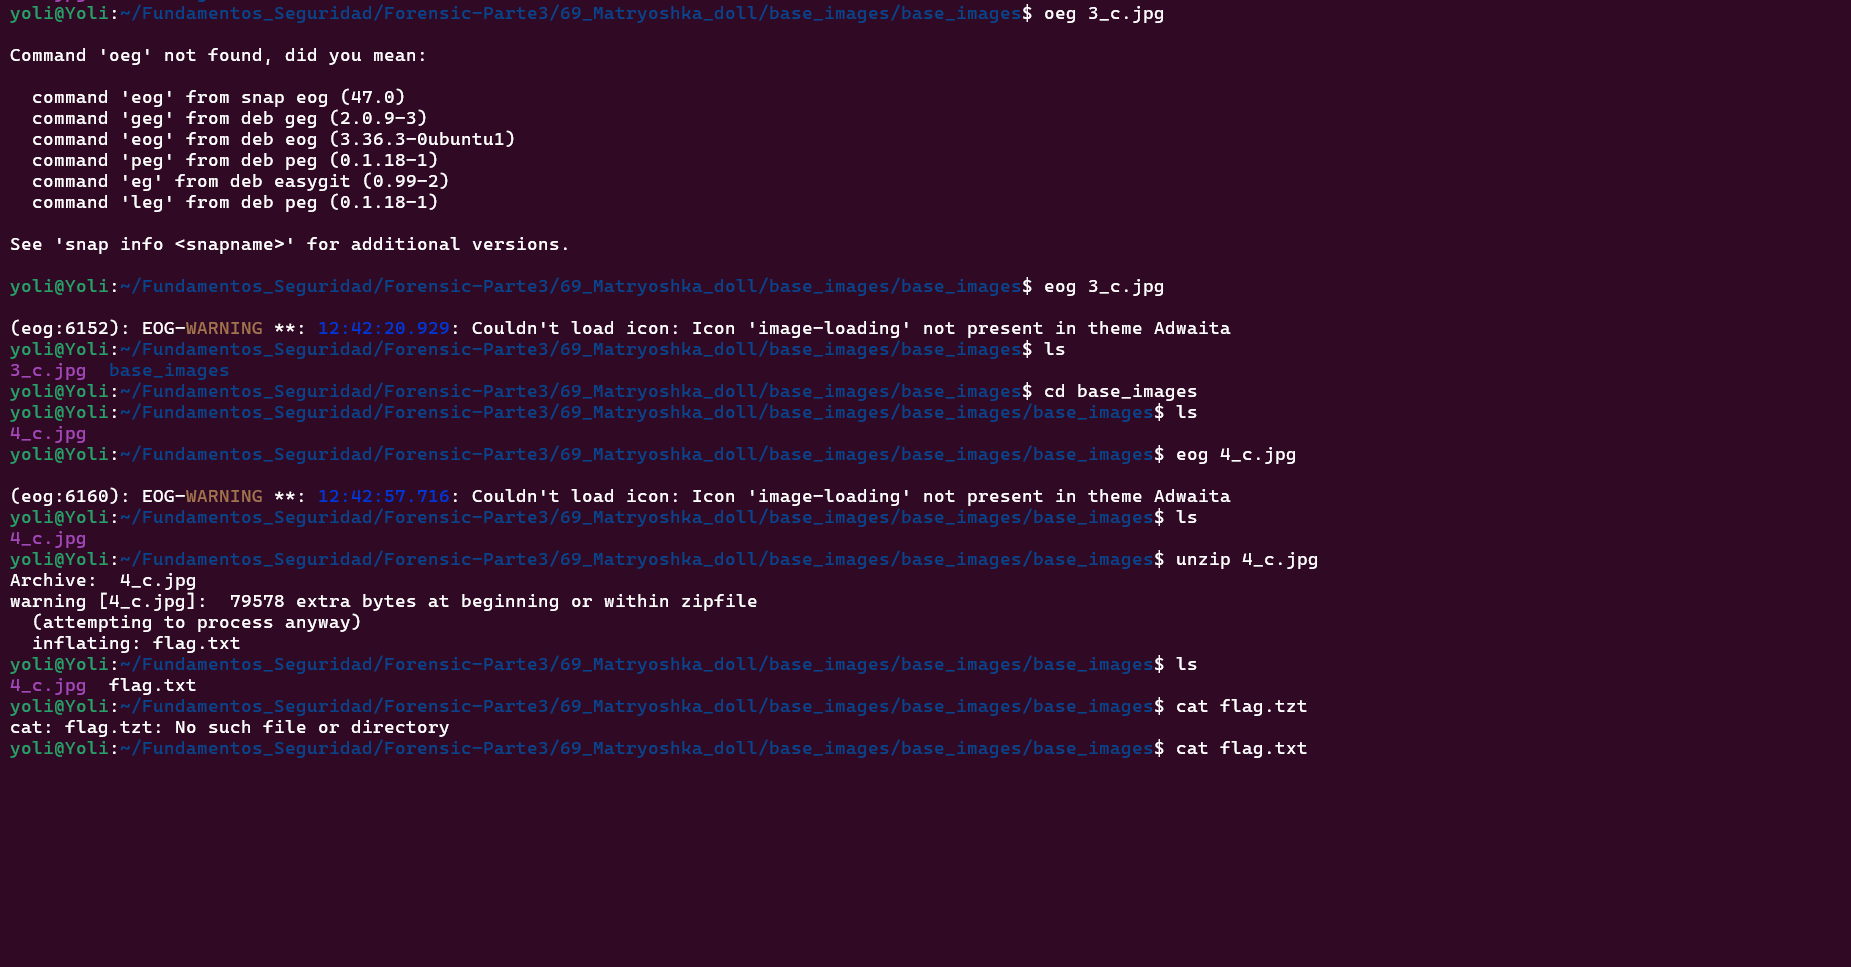 yoli@Yoli:~/Fundamentos_Seguridad/Forensic-Parte3/69_Matryoshka_doll/base_images/base_images$ oeg 3_c.jpg
Command 'oeg' not found, did you mean:
command 'eog' from snap eog (47.0)
command 'geg' from deb geg (2.0.9-3)
command 'eog' from deb eog (3.36.3-0ubuntu1)
command 'peg' from deb peg (0.1.18-1)
command 'eg' from deb easygit (0.99-2)
command 'leg' from deb peg (0.1.18-1)
See 'snap info <snapname>' for additional versions.
yoli@Yoli:~/Fundamentos_Seguridad/Forensic-Parte3/69_Matryoshka_doll/base_images/base_images$ eog 3_c.jpg
(eog:6152): EOG-WARNING **: 12:42:20.929: Couldn't load icon: Icon 'image-loading' not present in theme Adwaita
yoli@Yoli:~/Fundamentos_Seguridad/Forensic-Parte3/69_Matryoshka_doll/base_images/base_images$ ls
3_c.jpg  base_images
yoli@Yoli:~/Fundamentos_Seguridad/Forensic-Parte3/69_Matryoshka_doll/base_images/base_images$ cd base_images
yoli@Yoli:~/Fundamentos_Seguridad/Forensic-Parte3/69_Matryoshka_doll/base_images/base_images/base_images$ ls
4_c.jpg
yoli@Yoli:~/Fundamentos_Seguridad/Forensic-Parte3/69_Matryoshka_doll/base_images/base_images/base_images$ eog 4_c.jpg
(eog:6160): EOG-WARNING **: 12:42:57.716: Couldn't load icon: Icon 'image-loading' not present in theme Adwaita
yoli@Yoli:~/Fundamentos_Seguridad/Forensic-Parte3/69_Matryoshka_doll/base_images/base_images/base_images$ ls
4_c.jpg
yoli@Yoli:~/Fundamentos_Seguridad/Forensic-Parte3/69_Matryoshka_doll/base_images/base_images/base_images$ unzip 4_c.jpg
Archive:  4_c.jpg
warning [4_c.jpg]:  79578 extra bytes at beginning or within zipfile
(attempting to process anyway)
inflating: flag.txt
yoli@Yoli:~/Fundamentos_Seguridad/Forensic-Parte3/69_Matryoshka_doll/base_images/base_images/base_images$ ls
4_c.jpg  flag.txt
yoli@Yoli:~/Fundamentos_Seguridad/Forensic-Parte3/69_Matryoshka_doll/base_images/base_images/base_images$ cat flag.tzt
cat: flag.tzt: No such file or directory
yoli@Yoli:~/Fundamentos_Seguridad/Forensic-Parte3/69_Matryoshka_doll/base_images/base_images/base_images$ cat flag.txt